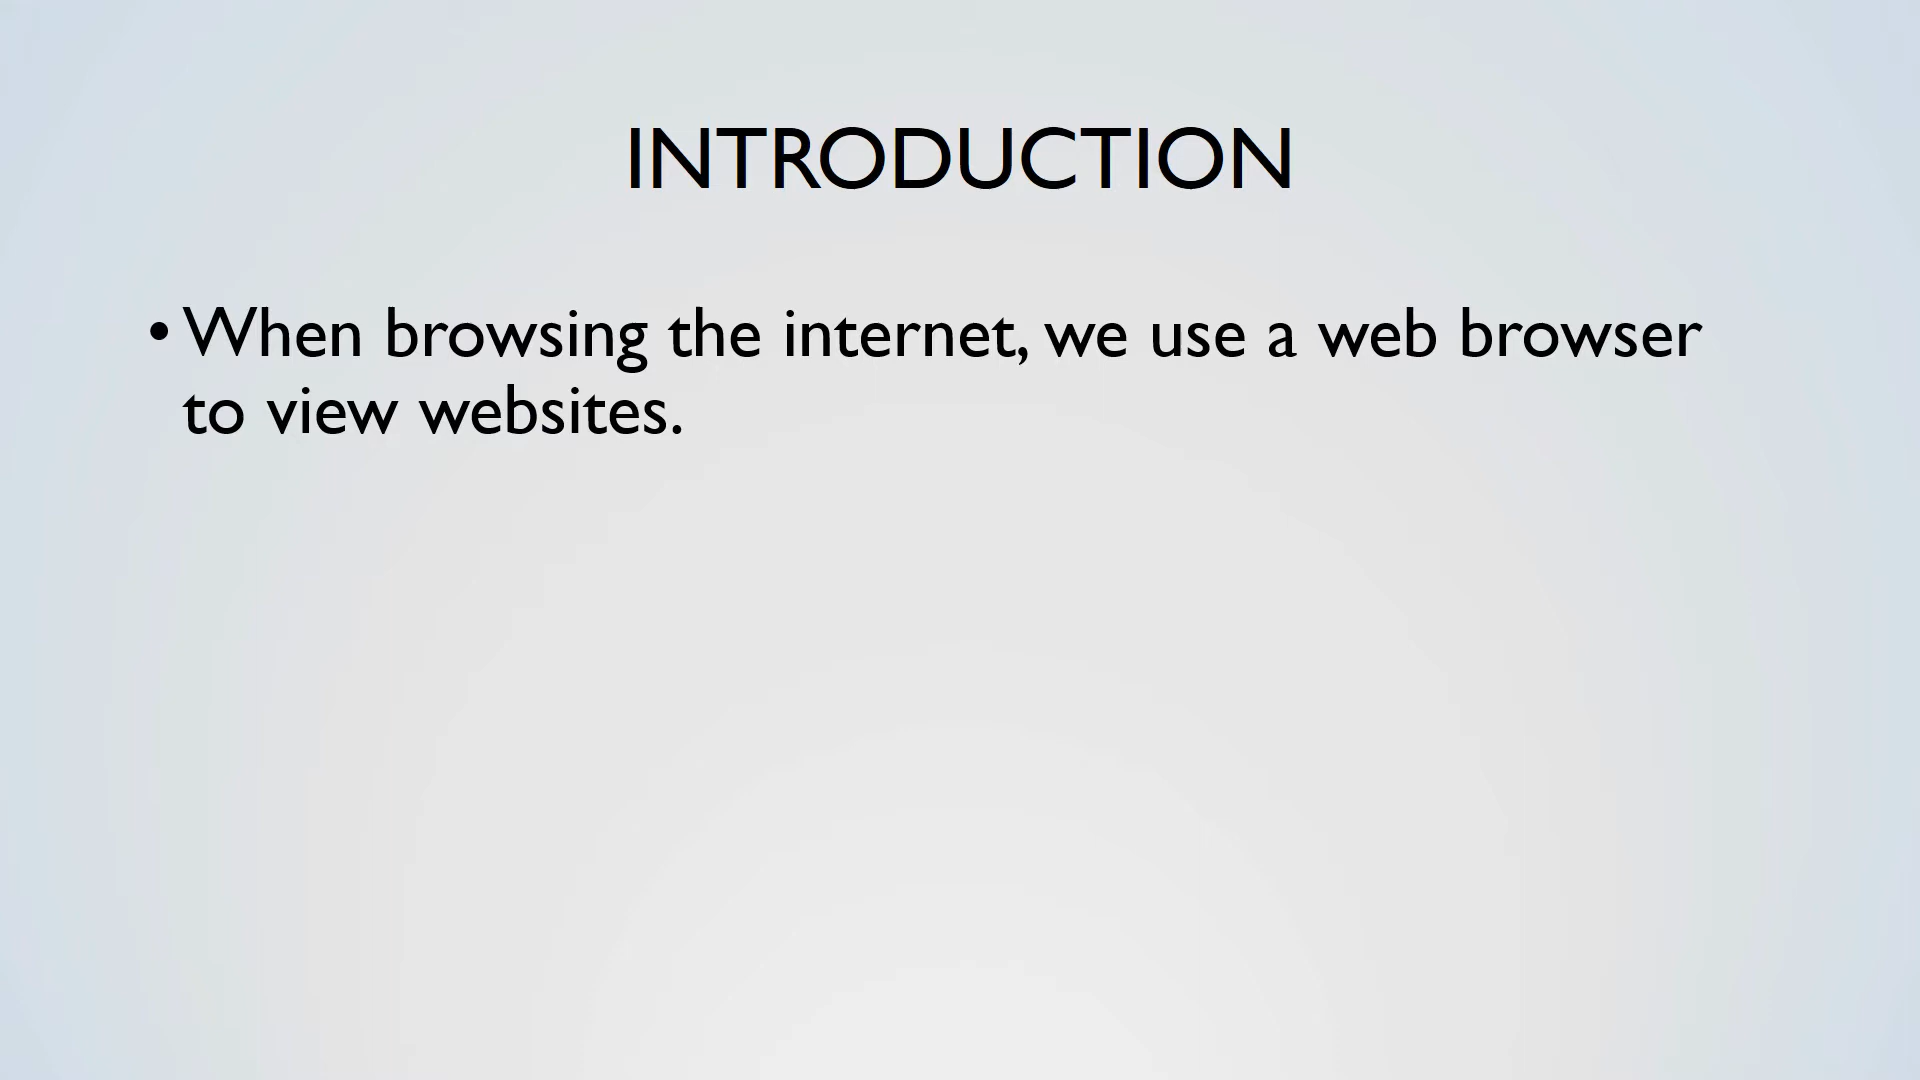 INTRODUCTION
• When browsing the internet, we use a web browser
to view websites.